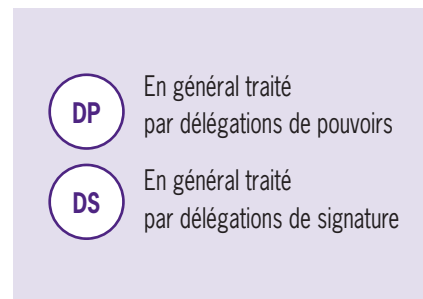 DP
En général traité
par délégations de pouvoirs
DS
En général traité
par délégations de signature